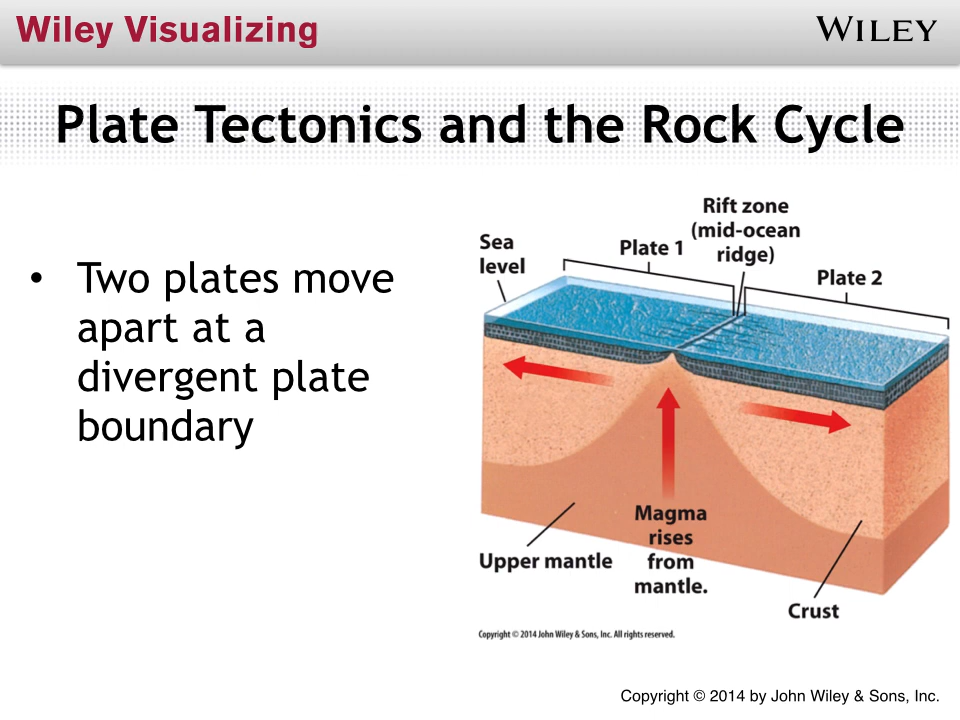 Wiley Visualizing
WILEY
Plate Tectonics and the Rock Cycle
• Two plates move
apart at a
divergent plate
boundary
Rift zone
(mid-ocean
ridge)
Sea
level
Plate 1
Plate 2
Magma
rises
from
mantle.
Upper mantle
Crust
Copyright © 2014 John Wiley & Sons, Inc. All rights reserved.
Copyright © 2014 by John Wiley & Sons, Inc.